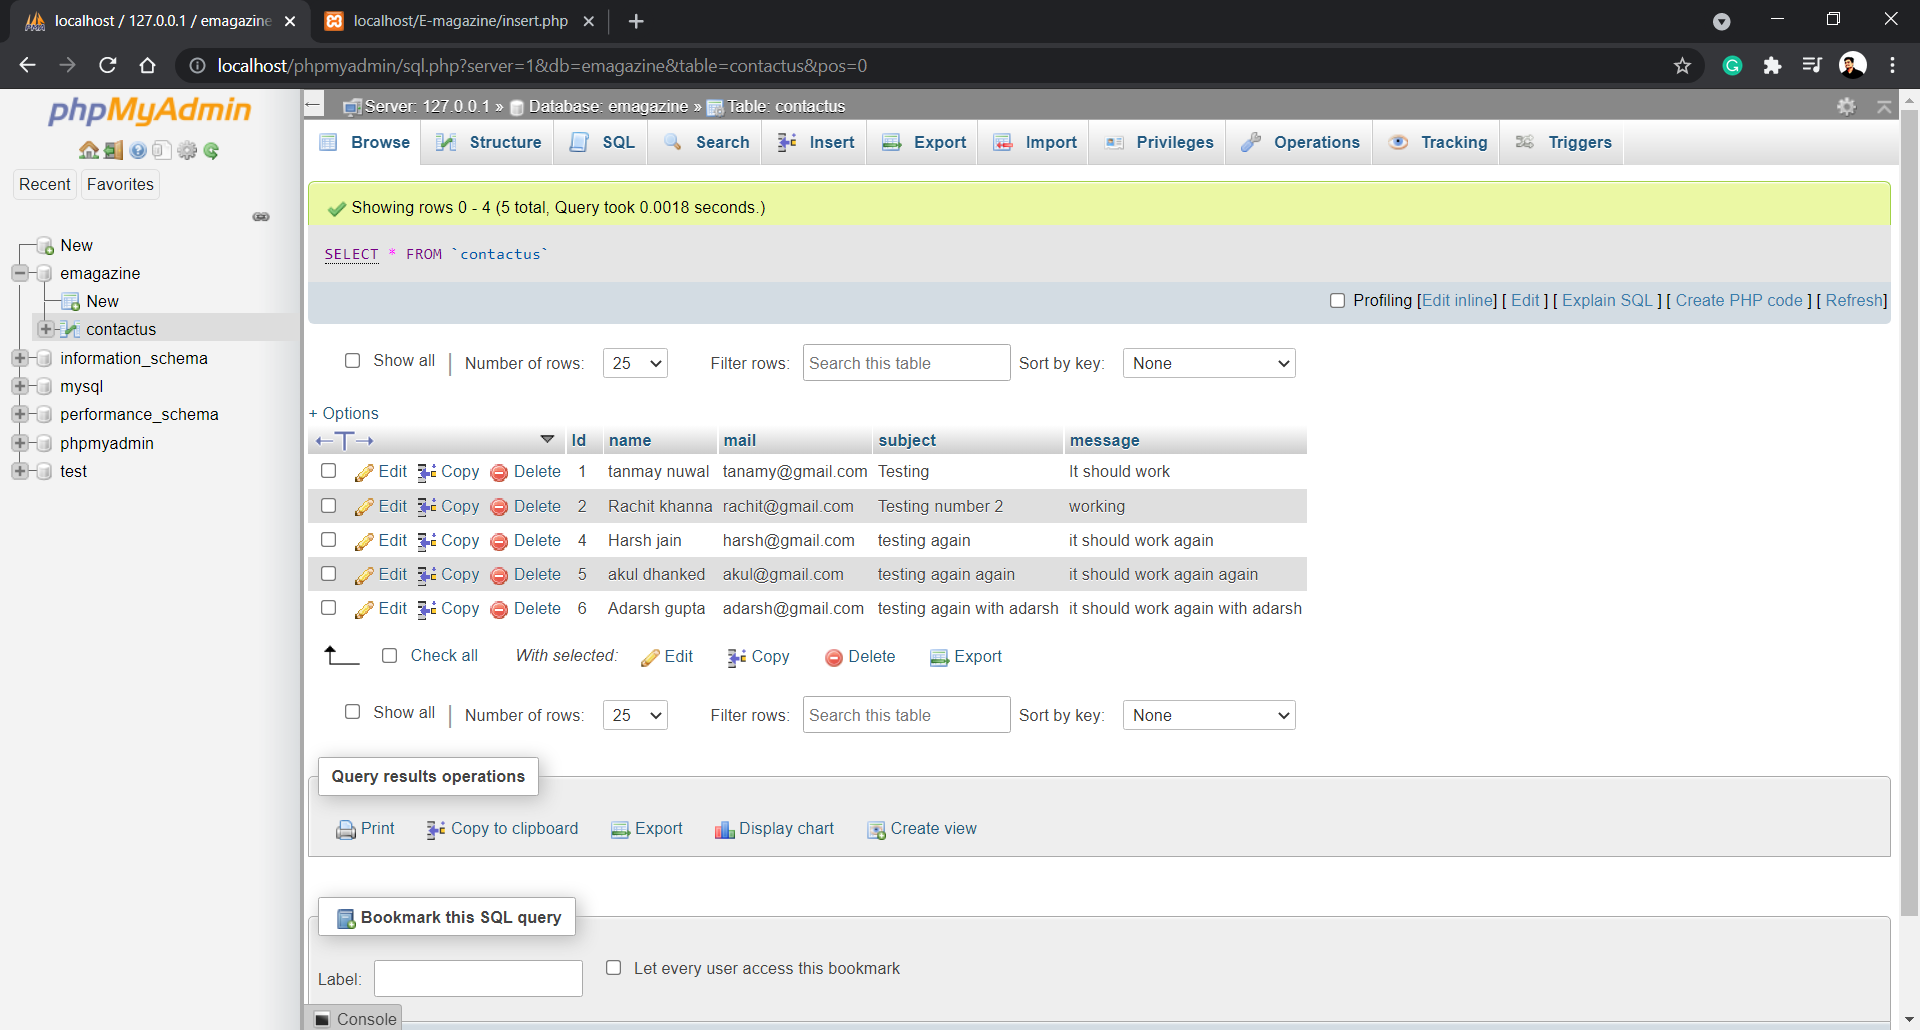 localhost / 127.0.0.1 / emagazine
localhost/E-magazine/insert.php
localhost/phpmyadmin/sql.php?server=1&db=emagazine&table=contactus&pos=0
phpMyAdmin
Recent Favorites
New
emagazine
New
contactus
information_schema
mysql
performance_schema
phpmyadmin
test
Server: 127.0.0.1 » Database: emagazine » Table: contactus
Browse Structure SQL Search Insert Export Import Privileges Operations Tracking Triggers
Showing rows 0 - 4 (5 total, Query took 0.0018 seconds.)
SELECT * FROM `contactus`
Profiling [Edit inline] [ Edit ] [ Explain SQL ] [ Create PHP code ] [ Refresh]
Show all | Number of rows: 25 Filter rows: Search this table Sort by key: None
+ Options
Id name mail subject message
Edit Copy Delete 1 tanmay nuwal tanamy@gmail.com Testing It should work
Edit Copy Delete 2 Rachit khanna rachit@gmail.com Testing number 2 working
Edit Copy Delete 4 Harsh jain harsh@gmail.com testing again it should work again
Edit Copy Delete 5 akul dhanked akul@gmail.com testing again again it should work again again
Edit Copy Delete 6 Adarsh gupta adarsh@gmail.com testing again with adarsh it should work again with adarsh
Check all With selected: Edit Copy Delete Export
Show all | Number of rows: 25 Filter rows: Search this table Sort by key: None
Query results operations
Print Copy to clipboard Export Display chart Create view
Bookmark this SQL query
Label: Let every user access this bookmark
Console